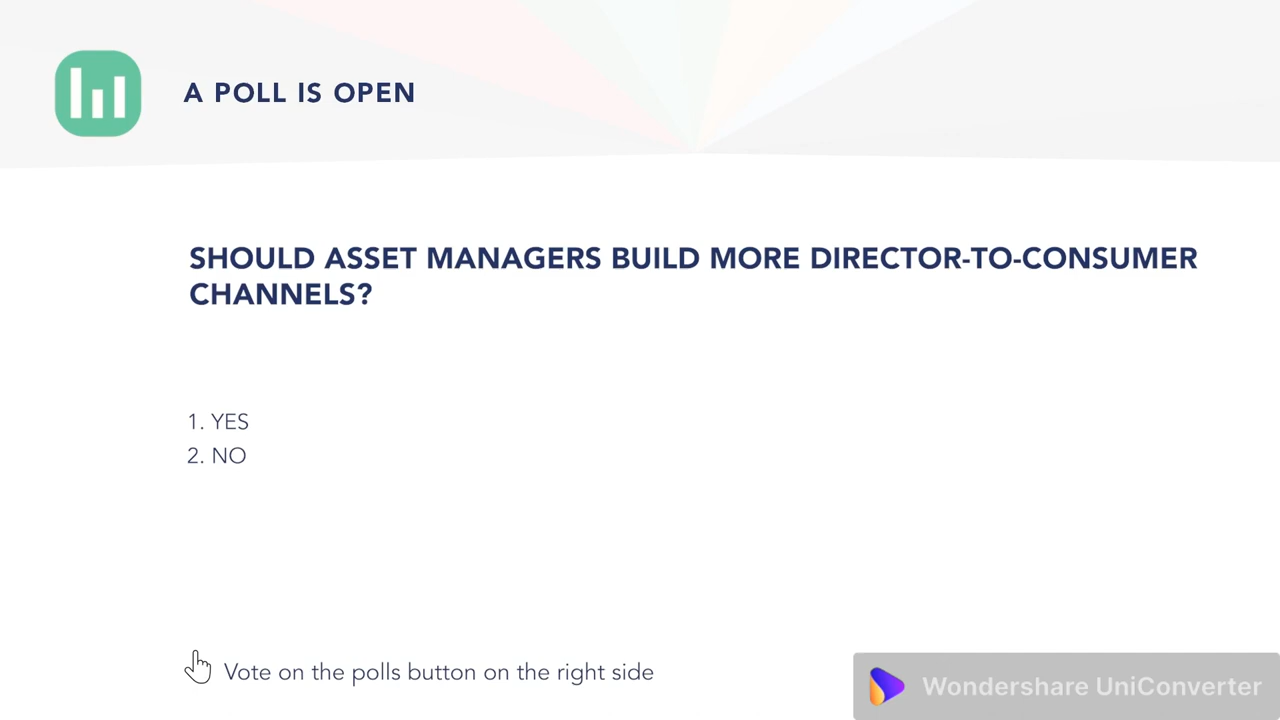 A POLL IS OPEN
SHOULD ASSET MANAGERS BUILD MORE DIRECTOR-TO-CONSUMER
CHANNELS?
1. YES
2. NO
Vote on the polls button on the right side
Wondershare UniConverter